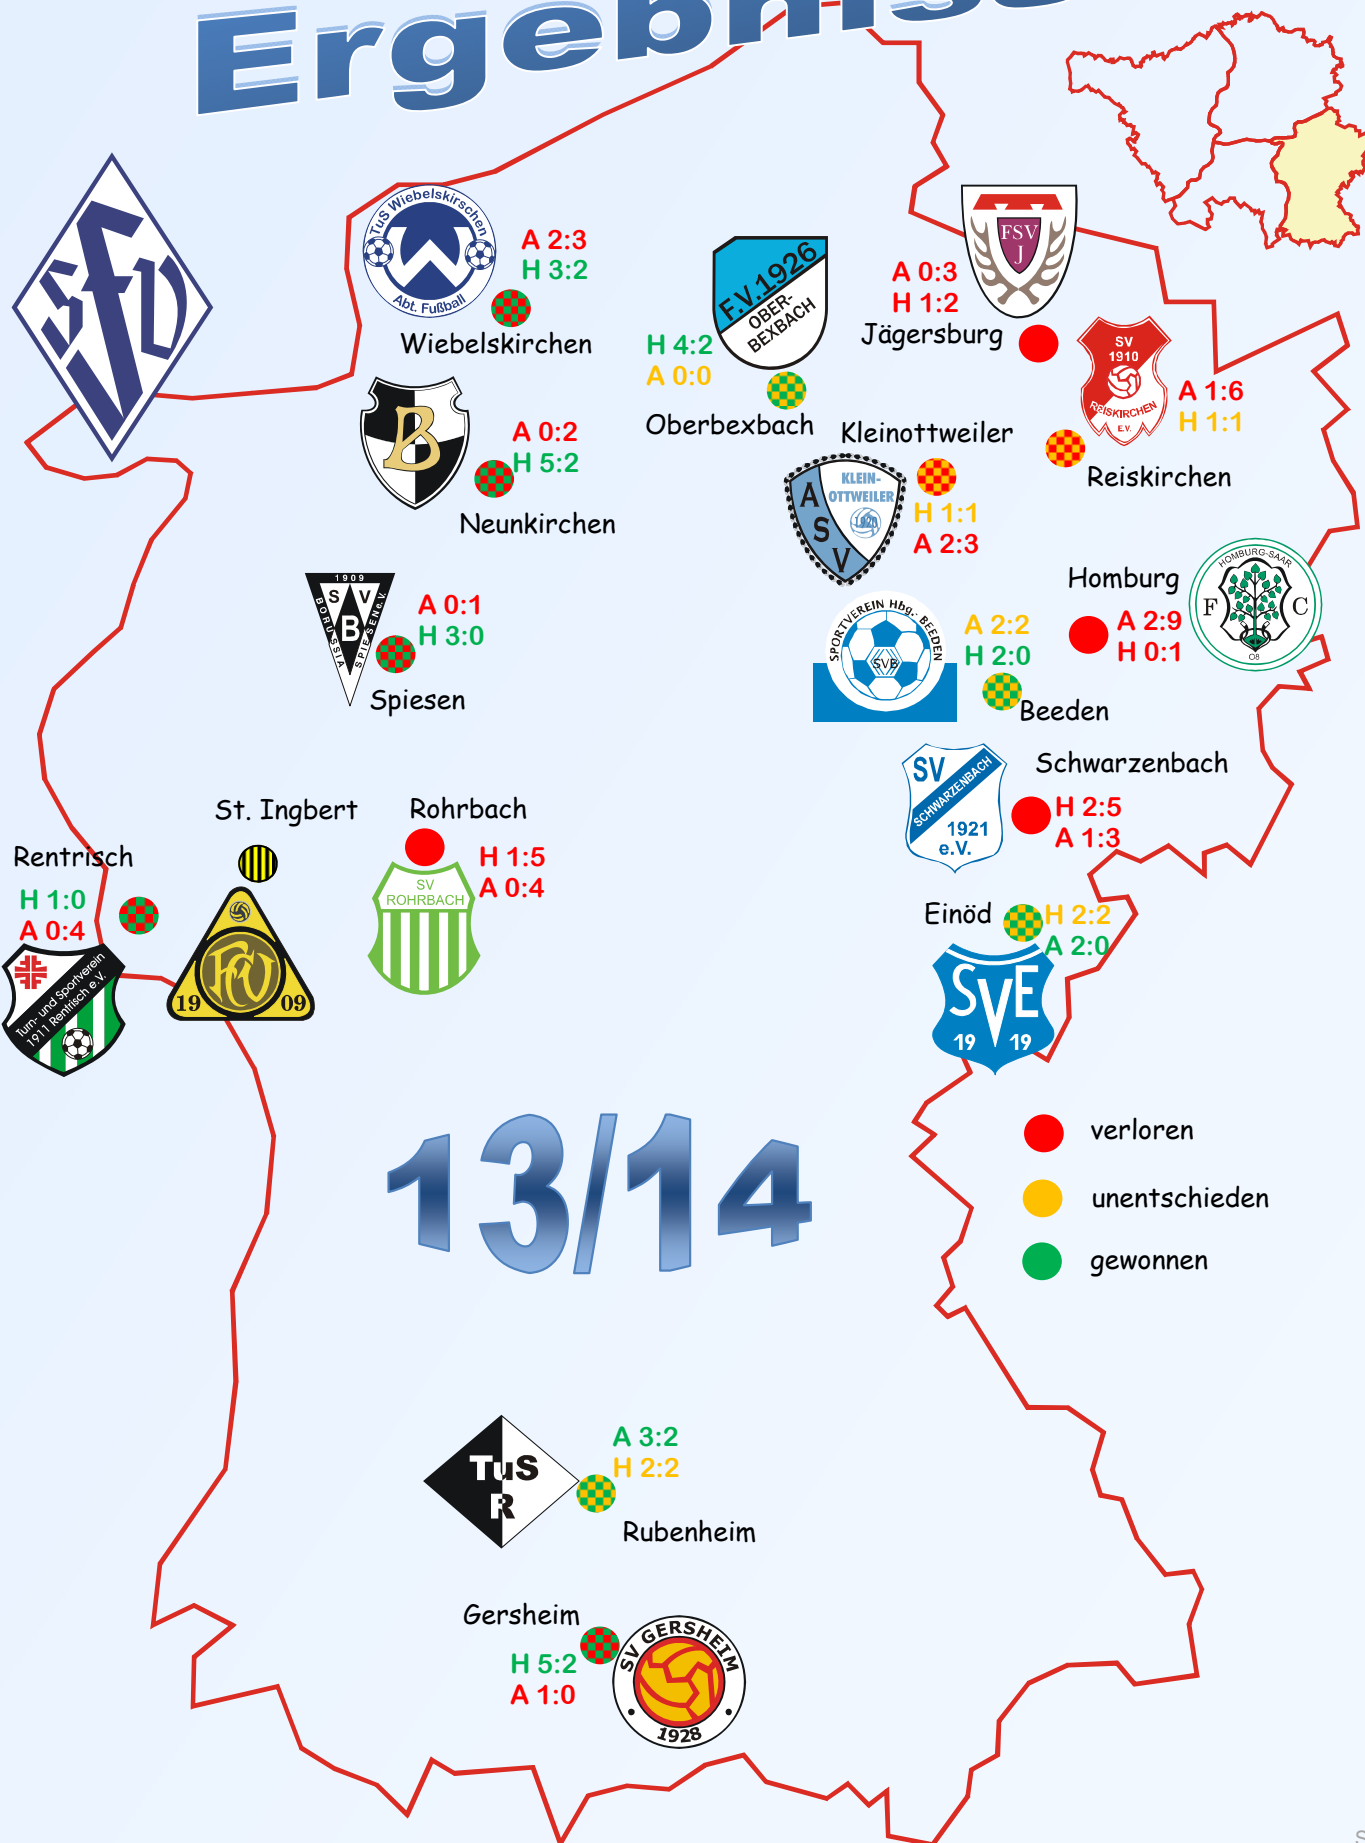 Ergebniss
SFV
TuS Wiebelskirschen
W
Abt. Fußball
A 2:3
H 3:2
Wiebelskirchen
F.V. 1926
OBER-
BEXBACH
H 4:2
A 0:0
Oberbexbach
FSV
J
A 0:3
H 1:2
Jägersburg
SV
1910
REISKIRCHEN
E.V.
A 1:6
H 1:1
Reiskirchen
B
A 0:2
H 5:2
Neunkirchen
Kleinottweiler
KLEIN-
OTTWEILER
1920
ASV
H 1:1
A 2:3
1909
SV
B
BORUSSIA
SPIESEN e.V.
A 0:1
H 3:0
Spiesen
Homburg
HOMBURG-SAAR
F C
08
A 2:9
H 0:1
SPORTVEREIN Hbg.- BEEDEN
SVB
A 2:2
H 2:0
Beeden
Schwarzenbach
SV
SCHWARZENBACH
1921
e.V.
H 2:5
A 1:3
St. Ingbert
FCV
19 09
Rohrbach
SV
ROHRBACH
H 1:5
A 0:4
Rentrisch
H 1:0
A 0:4
Turn- und Sportverein
1911 Rentrisch e.V.
Einöd
H 2:2
A 2:0
SVE
19 19
13/14
verloren
unentschieden
gewonnen
TuS
R
A 3:2
H 2:2
Rubenheim
Gersheim
H 5:2
A 1:0
SV GERSHEIM
1928